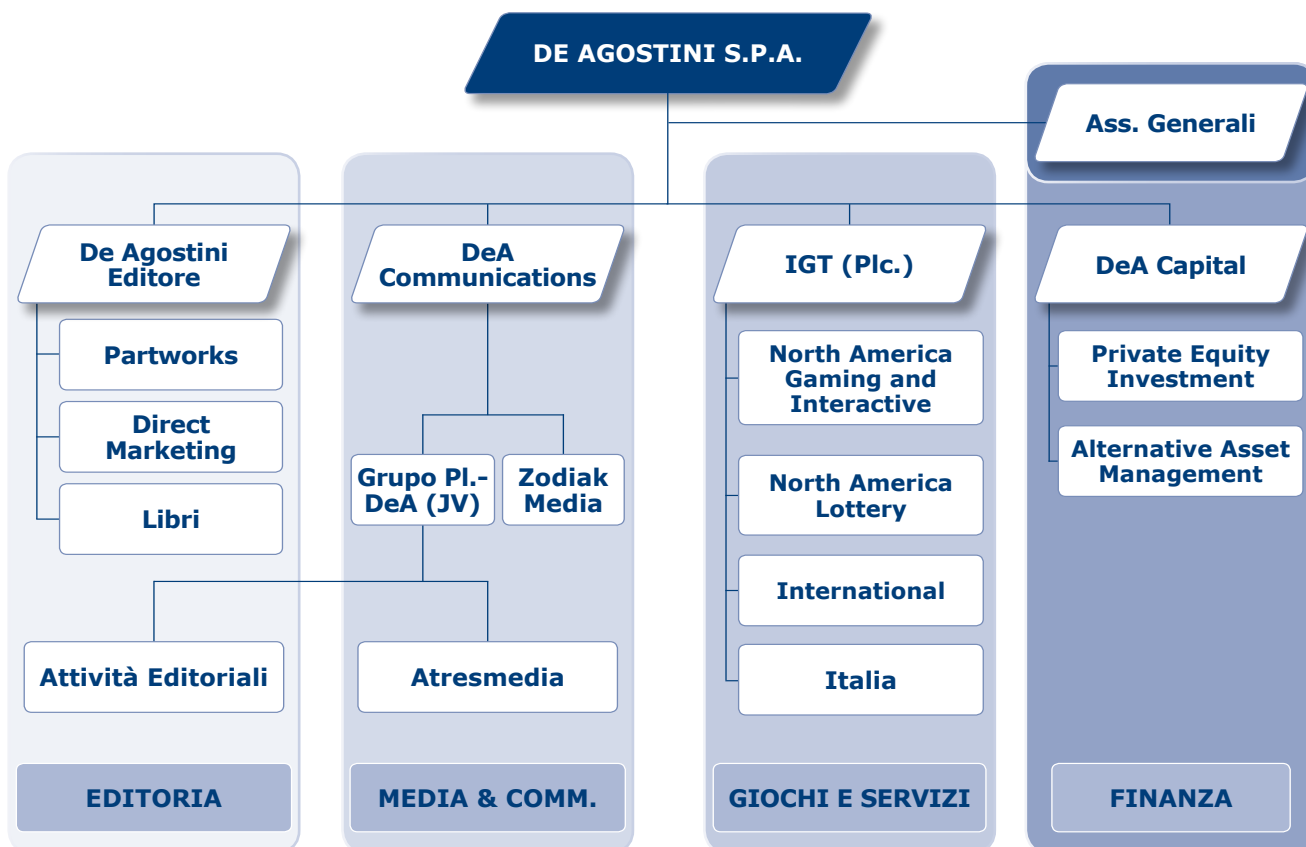 DE AGOSTINI S.P.A.
Ass. Generali
De Agostini
Editore
DeA
Communications
IGT (Plc.)
DeA Capital
Partworks
Direct
Marketing
Libri
Grupo Pl.-
DeA (JV)
Zodiak
Media
North America
Gaming and
Interactive
North America
Lottery
International
Italia
Private Equity
Investment
Alternative Asset
Management
Attività Editoriali
Atresmedia
EDITORIA
MEDIA & COMM.
GIOCHI E SERVIZI
FINANZA